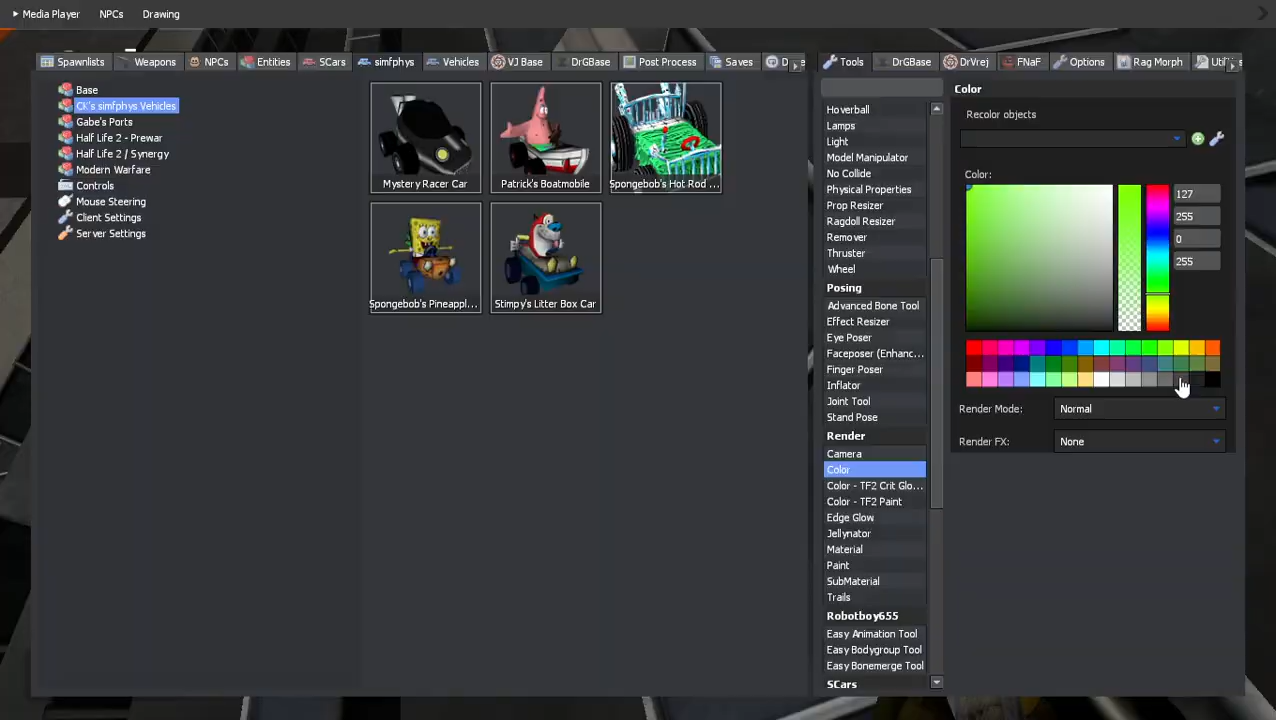 Media Player NPCs Drawing
Spawnlists Weapons NPCs Entities SCars simfphys Vehicles VJ Base DrGBase Post Process Saves
Tools DrGBase DrVrej FNaF Options Rag Morph
Base
CK's simfphys Vehicles
Gabe's Ports
Half Life 2 - Prewar
Half Life 2 / Synergy
Modern Warfare
Controls
Mouse Steering
Client Settings
Server Settings
Mystery Racer Car
Patrick's Boatmobile
Spongebob's Hot Rod ...
Spongebob's Pineappl...
Stimpy's Litter Box Car
Hoverball
Lamps
Light
Model Manipulator
No Collide
Physical Properties
Prop Resizer
Ragdoll Resizer
Remover
Thruster
Wheel
Posing
Advanced Bone Tool
Effect Resizer
Eye Poser
Faceposer (Enhanc...
Finger Poser
Inflator
Joint Tool
Stand Pose
Render
Camera
Color
Color - TF2 Crit Glo...
Color - TF2 Paint
Edge Glow
Jellynator
Material
Paint
SubMaterial
Trails
Robotboy655
Easy Animation Tool
Easy Bodygroup Tool
Easy Bonemerge Tool
SCars
Color
Recolor objects
Color:
127
255
0
255
Render Mode: Normal
Render FX: None